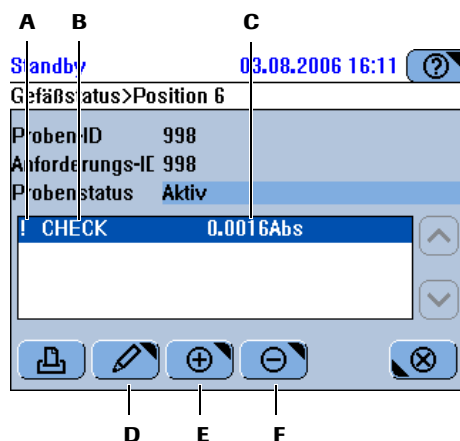 A B C
Standby 03.08.2006 16:11
Gefäßstatus>Position 6
Proben-ID 998
Anforderungs-IE 998
Probenstatus Aktiv
! CHECK 0.0016Abs
D E F